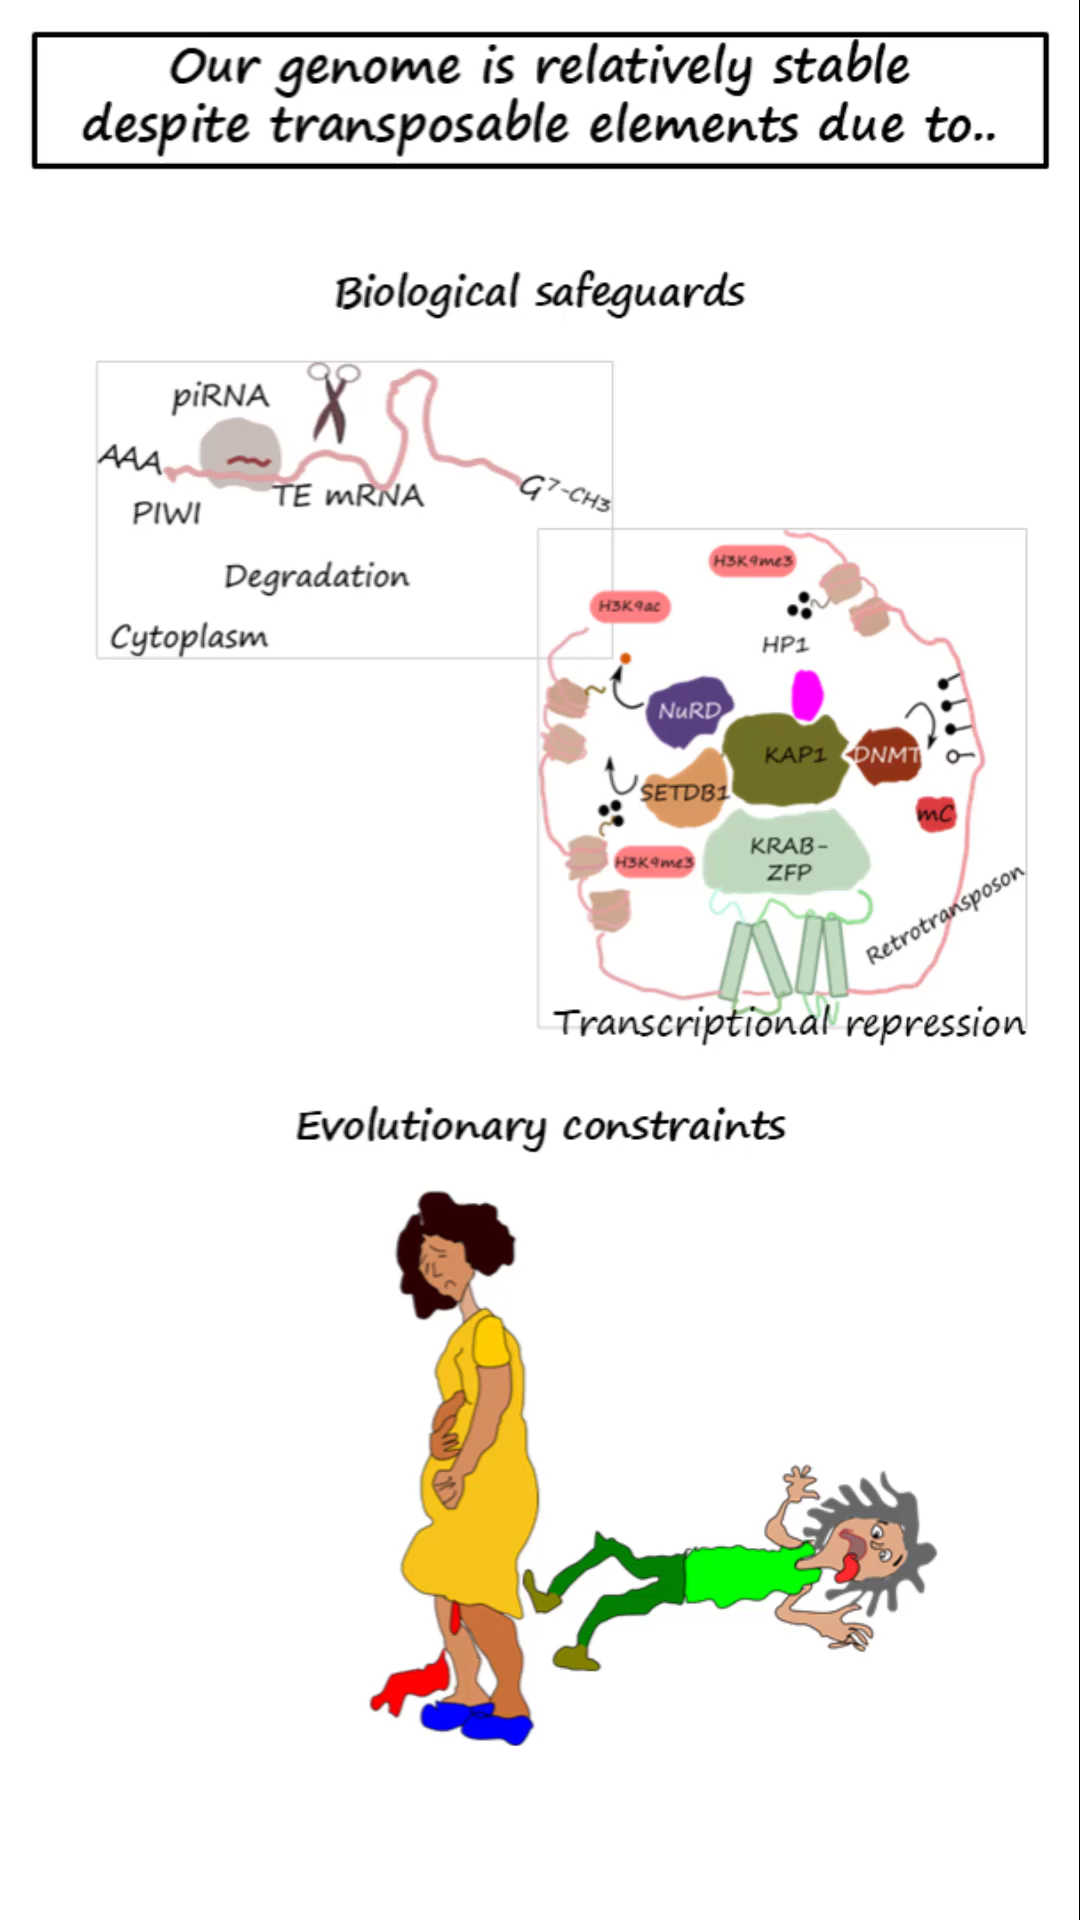 Our genome is relatively stable
despite transposable elements due to..
Biological safeguards
piRNA
AAA
PIWI
TE mRNA
G7-CH3
Degradation
Cytoplasm
H3K9me3
H3K9ac
HP1
NuRD
KAP1
DNMT
SETDB1
mC
H3K9me3
KRAB-
ZFP
Retrotransposon
Transcriptional repression
Evolutionary constraints